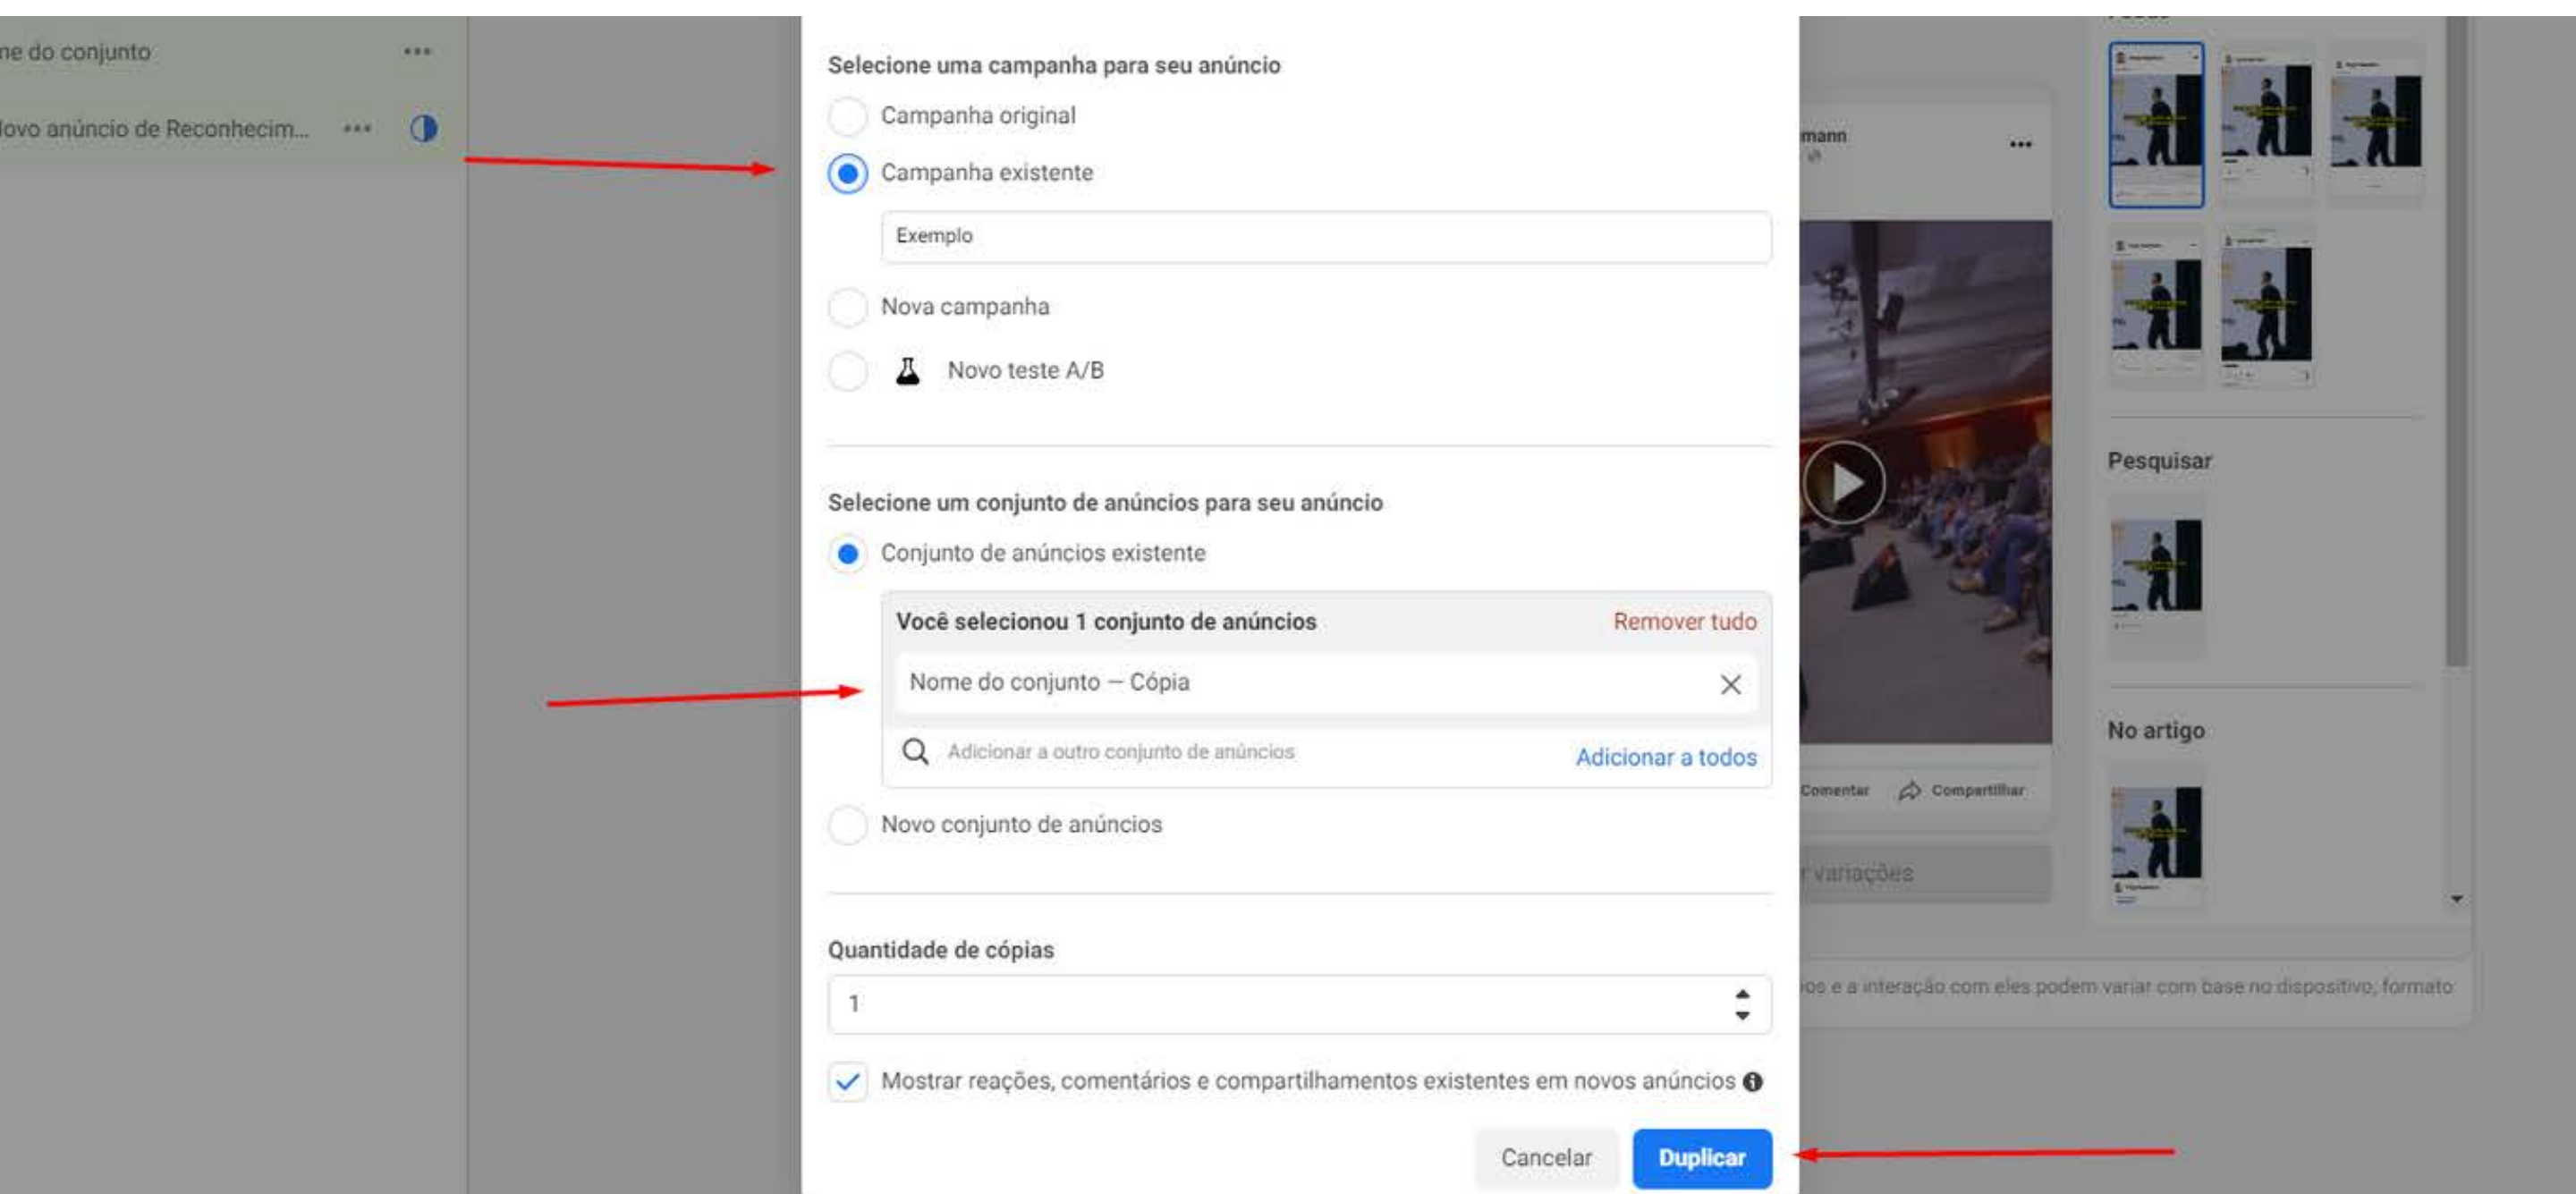 me do conjunto
Novo anúncio de Reconhecim...
Selecione uma campanha para seu anúncio
Campanha original
Campanha existente
Exemplo
Nova campanha
Novo teste A/B
Selecione um conjunto de anúncios para seu anúncio
Conjunto de anúncios existente
Você selecionou 1 conjunto de anúncios
Remover tudo
Nome do conjunto — Cópia
Adicionar a outro conjunto de anúncios
Adicionar a todos
Novo conjunto de anúncios
Quantidade de cópias
1
Mostrar reações, comentários e compartilhamentos existentes em novos anúncios
Cancelar
Duplicar
mann
Comentar
Compartilhar
variações
Pesquisar
No artigo
ios e a interação com eles podem variar com base no dispositivo, formato